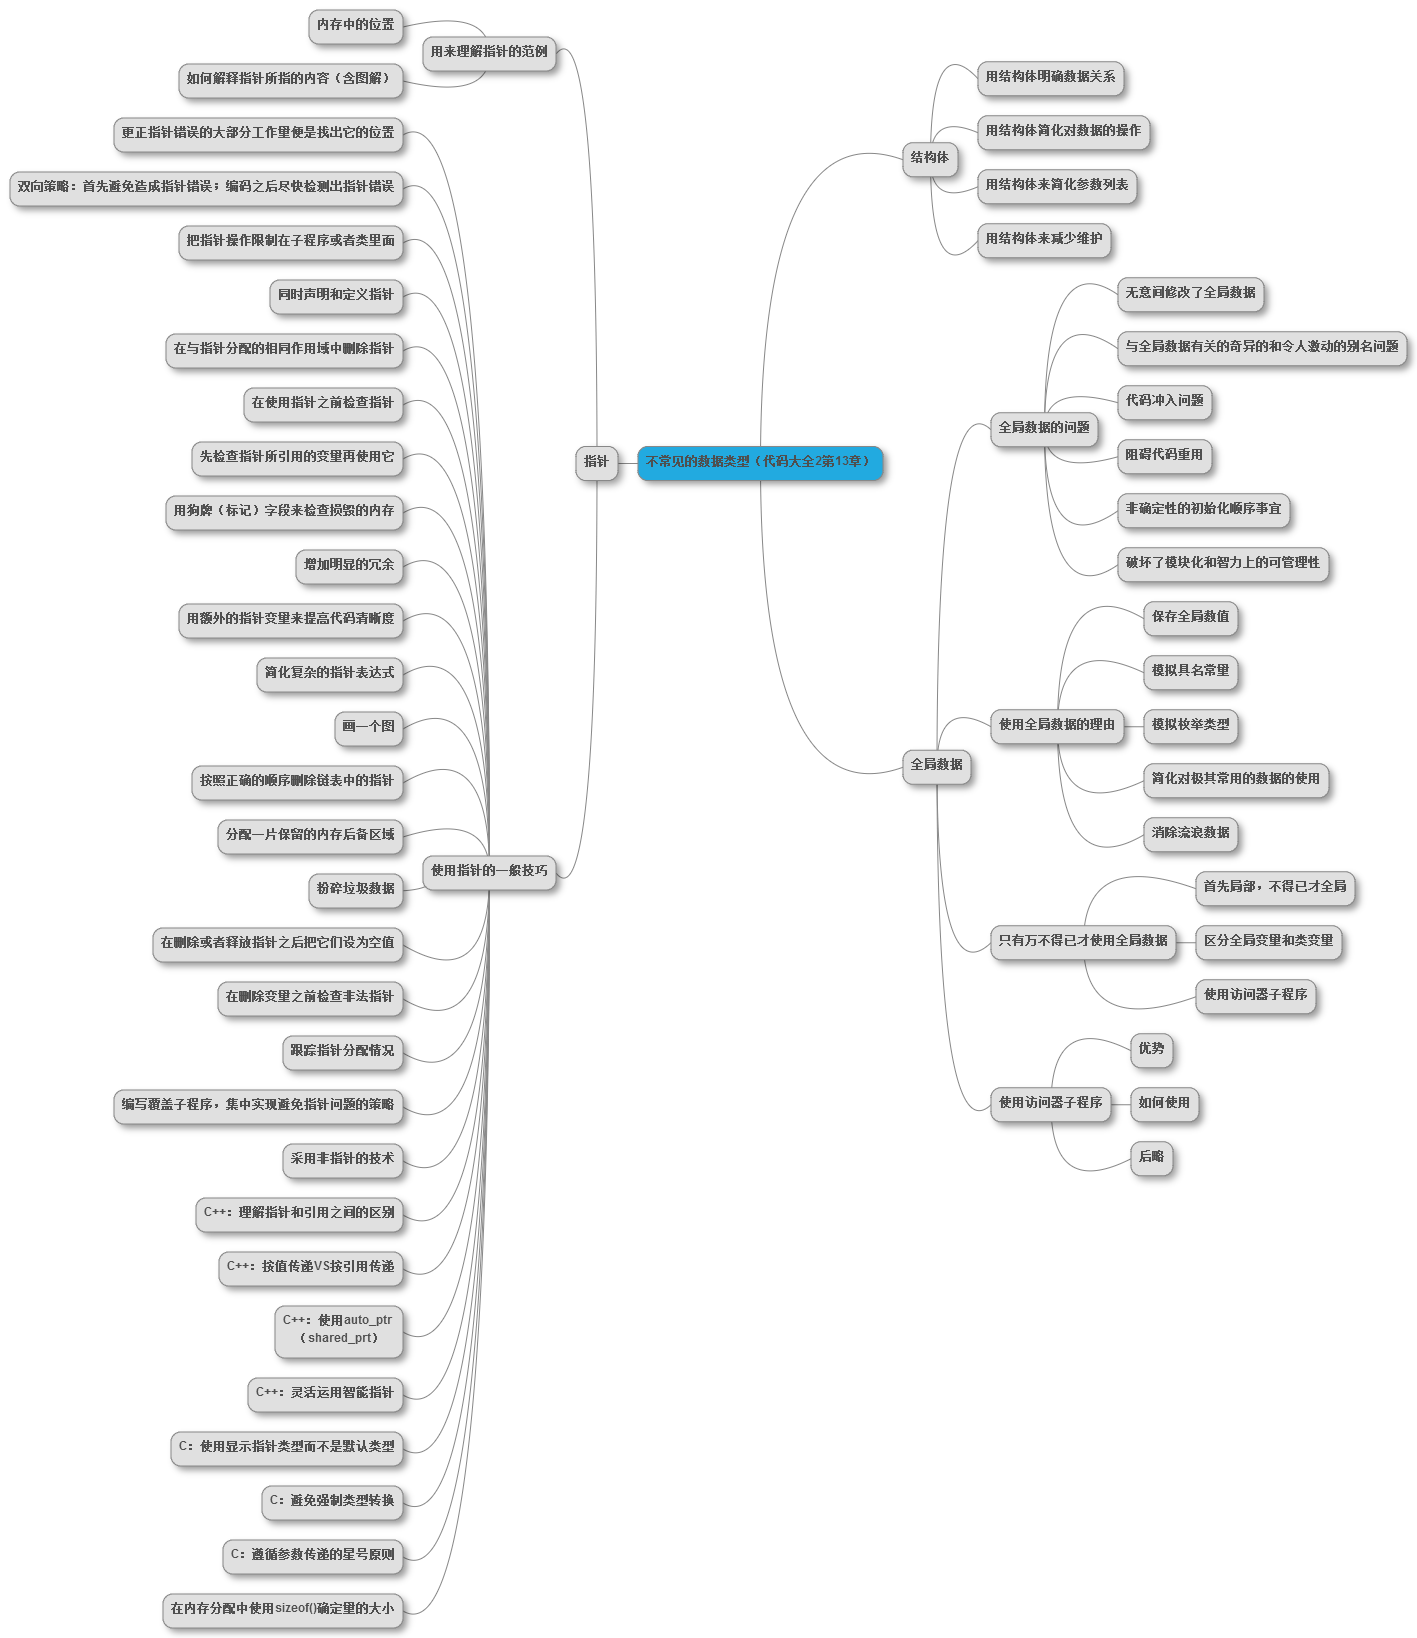 不常见的数据类型（代码大全2第13章）
结构体
用结构体明确数据关系
用结构体简化对数据的操作
用结构体来简化参数列表
用结构体来减少维护
指针
用来理解指针的范例
内存中的位置
如何解释指针所指的内容（含图解）
使用指针的一般技巧
更正指针错误的大部分工作量便是找出它的位置
双向策略：首先避免造成指针错误；编码之后尽快检测出指针错误
把指针操作限制在子程序或者类里面
同时声明和定义指针
在与指针分配的相同作用域中删除指针
在使用指针之前检查指针
先检查指针所引用的变量再使用它
用狗牌（标记）字段来检查损毁的内存
增加明显的冗余
用额外的指针变量来提高代码清晰度
简化复杂的指针表达式
画一个图
按照正确的顺序删除链表中的指针
分配一片保留的内存后备区域
粉碎垃圾数据
在删除或者释放指针之后把它们设为空值
在删除变量之前检查非法指针
跟踪指针分配情况
编写覆盖子程序，集中实现避免指针问题的策略
采用非指针的技术
C++：理解指针和引用之间的区别
C++：按值传递VS按引用传递
C++：使用auto_ptr
（shared_prt）
C++：灵活运用智能指针
C：使用显示指针类型而不是默认类型
C：避免强制类型转换
C：遵循参数传递的星号原则
在内存分配中使用sizeof()确定量的大小
全局数据
全局数据的问题
无意间修改了全局数据
与全局数据有关的奇异的和令人激动的别名问题
代码冲入问题
阻碍代码重用
非确定性的初始化顺序事宜
破坏了模块化和智力上的可管理性
使用全局数据的理由
保存全局数值
模拟具名常量
模拟枚举类型
简化对极其常用的数据的使用
消除流浪数据
只有万不得已才使用全局数据
首先局部，不得已才全局
区分全局变量和类变量
使用访问器子程序
使用访问器子程序
优势
如何使用
后略